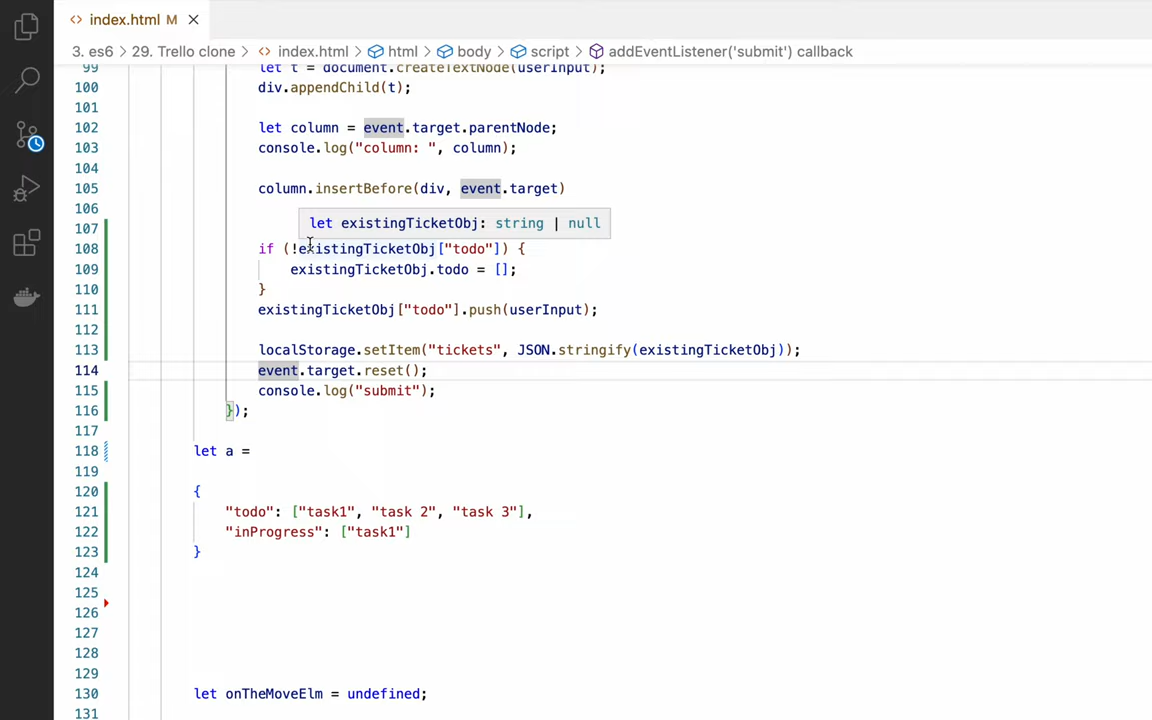 index.html M
3. es6 > 29. Trello clone > index.html > html > body > script > addEventListener('submit') callback
99 let t = document.createTextNode(userInput);
100 div.appendChild(t);
101
102 let column = event.target.parentNode;
103 console.log("column: ", column);
104
105 column.insertBefore(div, event.target)
106
let existingTicketObj: string | null
107
108 if (!existingTicketObj["todo"]) {
109 existingTicketObj.todo = [];
110 }
111 existingTicketObj["todo"].push(userInput);
112
113 localStorage.setItem("tickets", JSON.stringify(existingTicketObj));
114 event.target.reset();
115 console.log("submit");
116 });
117
118 let a =
119
120 {
121 "todo": ["task1", "task 2", "task 3"],
122 "inProgress": ["task1"]
123 }
124
125
126
127
128
129
130 let onTheMoveElm = undefined;
131